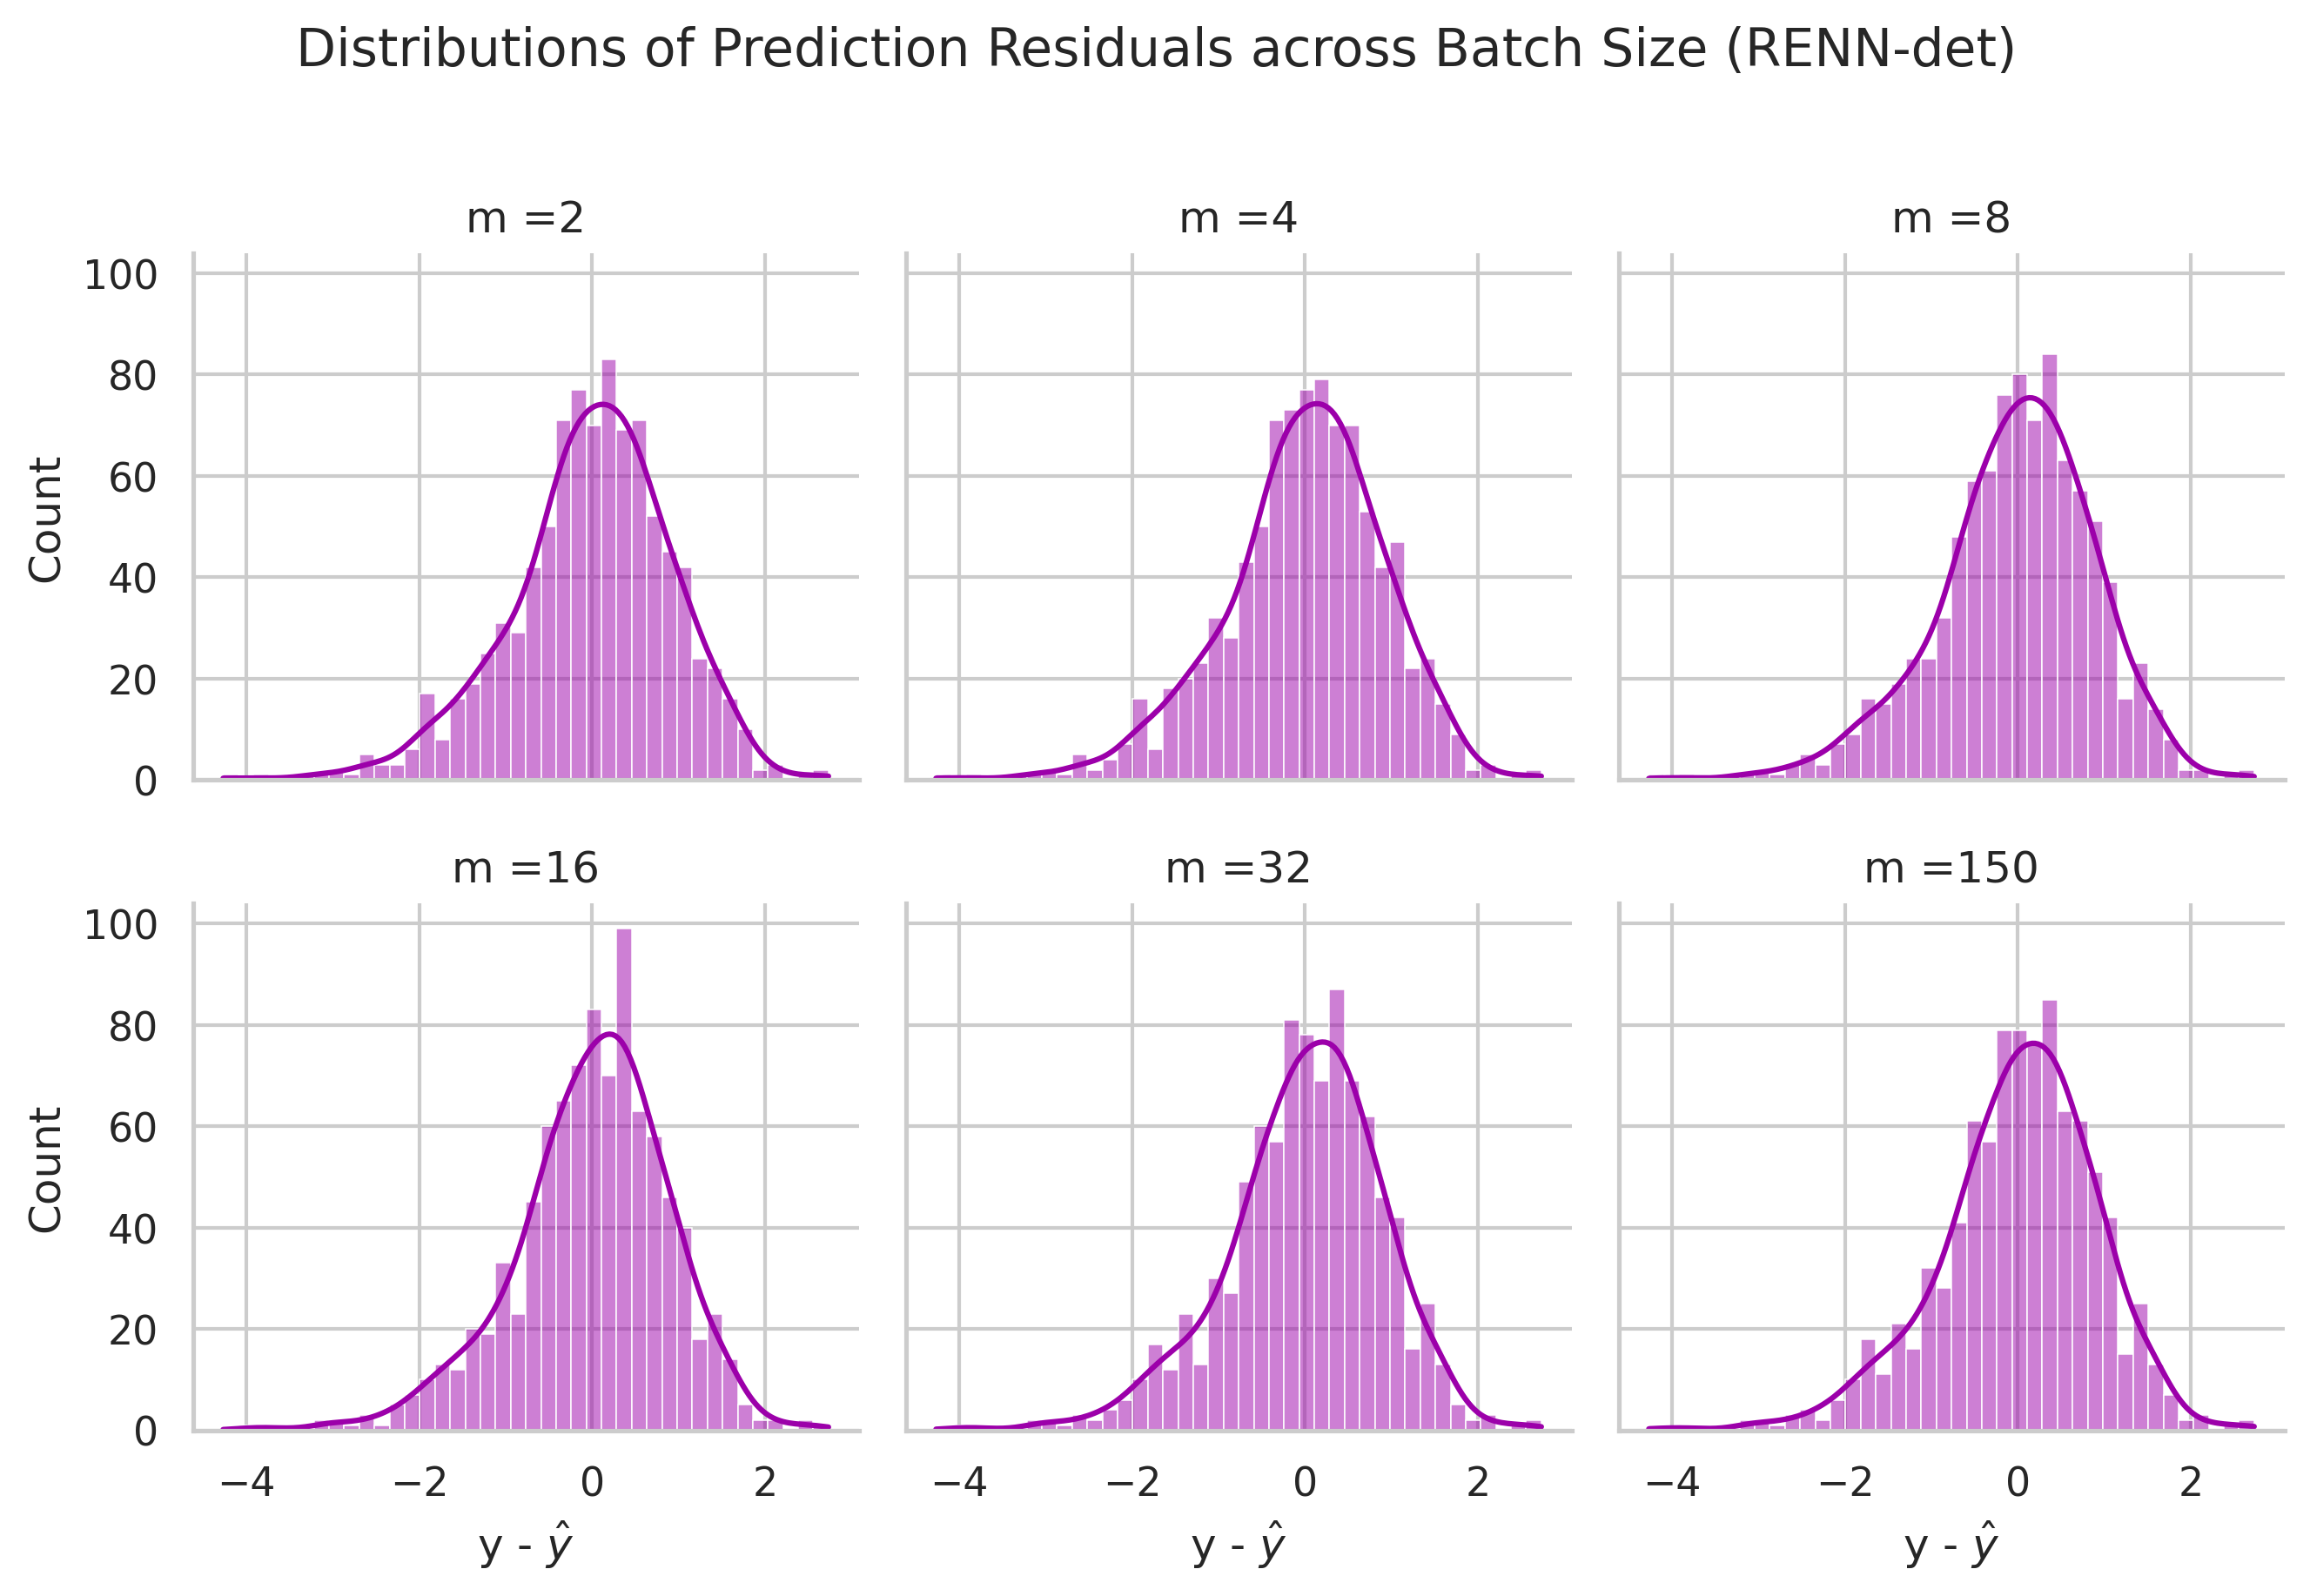 Distributions of Prediction Residuals across Batch Size (RENN-det)
m =2 m =4 m =8
100
80
60
40
20
0
Count
m =16 m =32 m =150
100
80
60
40
20
0
Count
−4 −2 0 2 −4 −2 0 2 −4 −2 0 2
y - ŷ y - ŷ y - ŷ